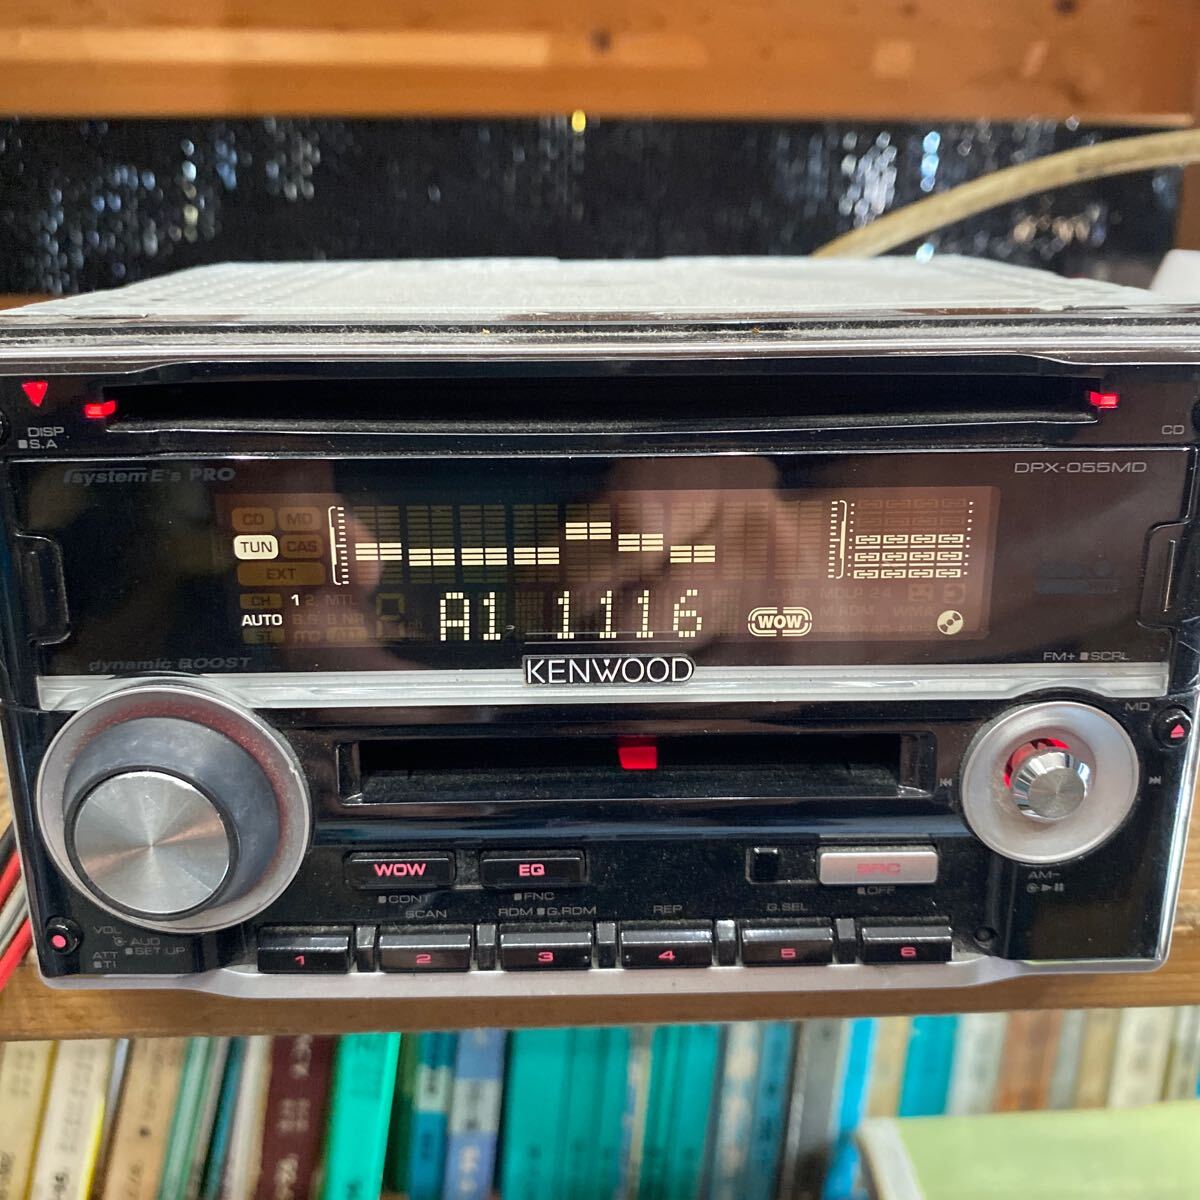 DISP
■S.A
CD
systemE's PRO
DPX-055MD
CD MD
TUN CAS
EXT
CH 1 2 MTL
AUTO B.S B NR
ST
A1 1116
WOW
dynamic BOOST
KENWOOD
FM+ ■SCRL
MD
WOW
EQ
SRC
■CONT
■FNC
■OFF
AM-
SCAN
RDM ■G.RDM
REP
G.SEL
VOL
AUD
■SET UP
ATT
■TI
1
2
3
4
5
6